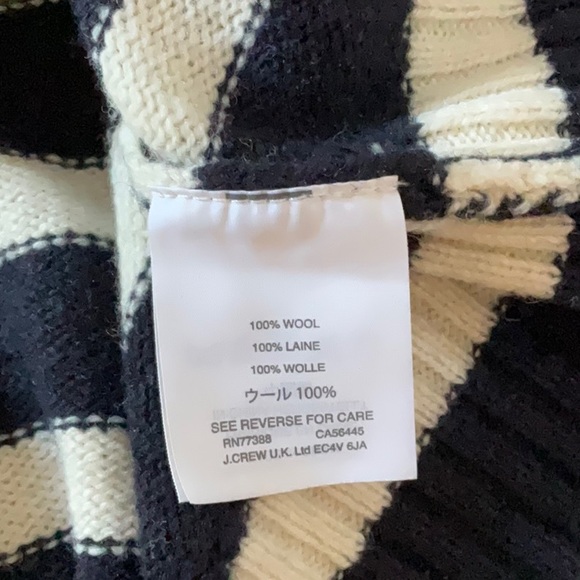 100% WOOL
100% LAINE
100% WOLLE
ウール 100%
SEE REVERSE FOR CARE
RN77388 CA56445
J.CREW U.K. Ltd EC4V 6JA